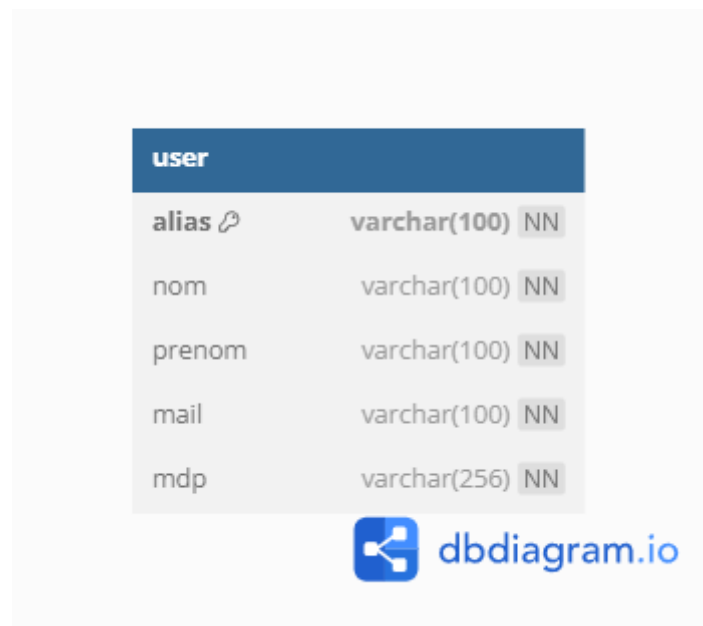 user
alias varchar(100) NN
nom varchar(100) NN
prenom varchar(100) NN
mail varchar(100) NN
mdp varchar(256) NN
dbdiagram.io